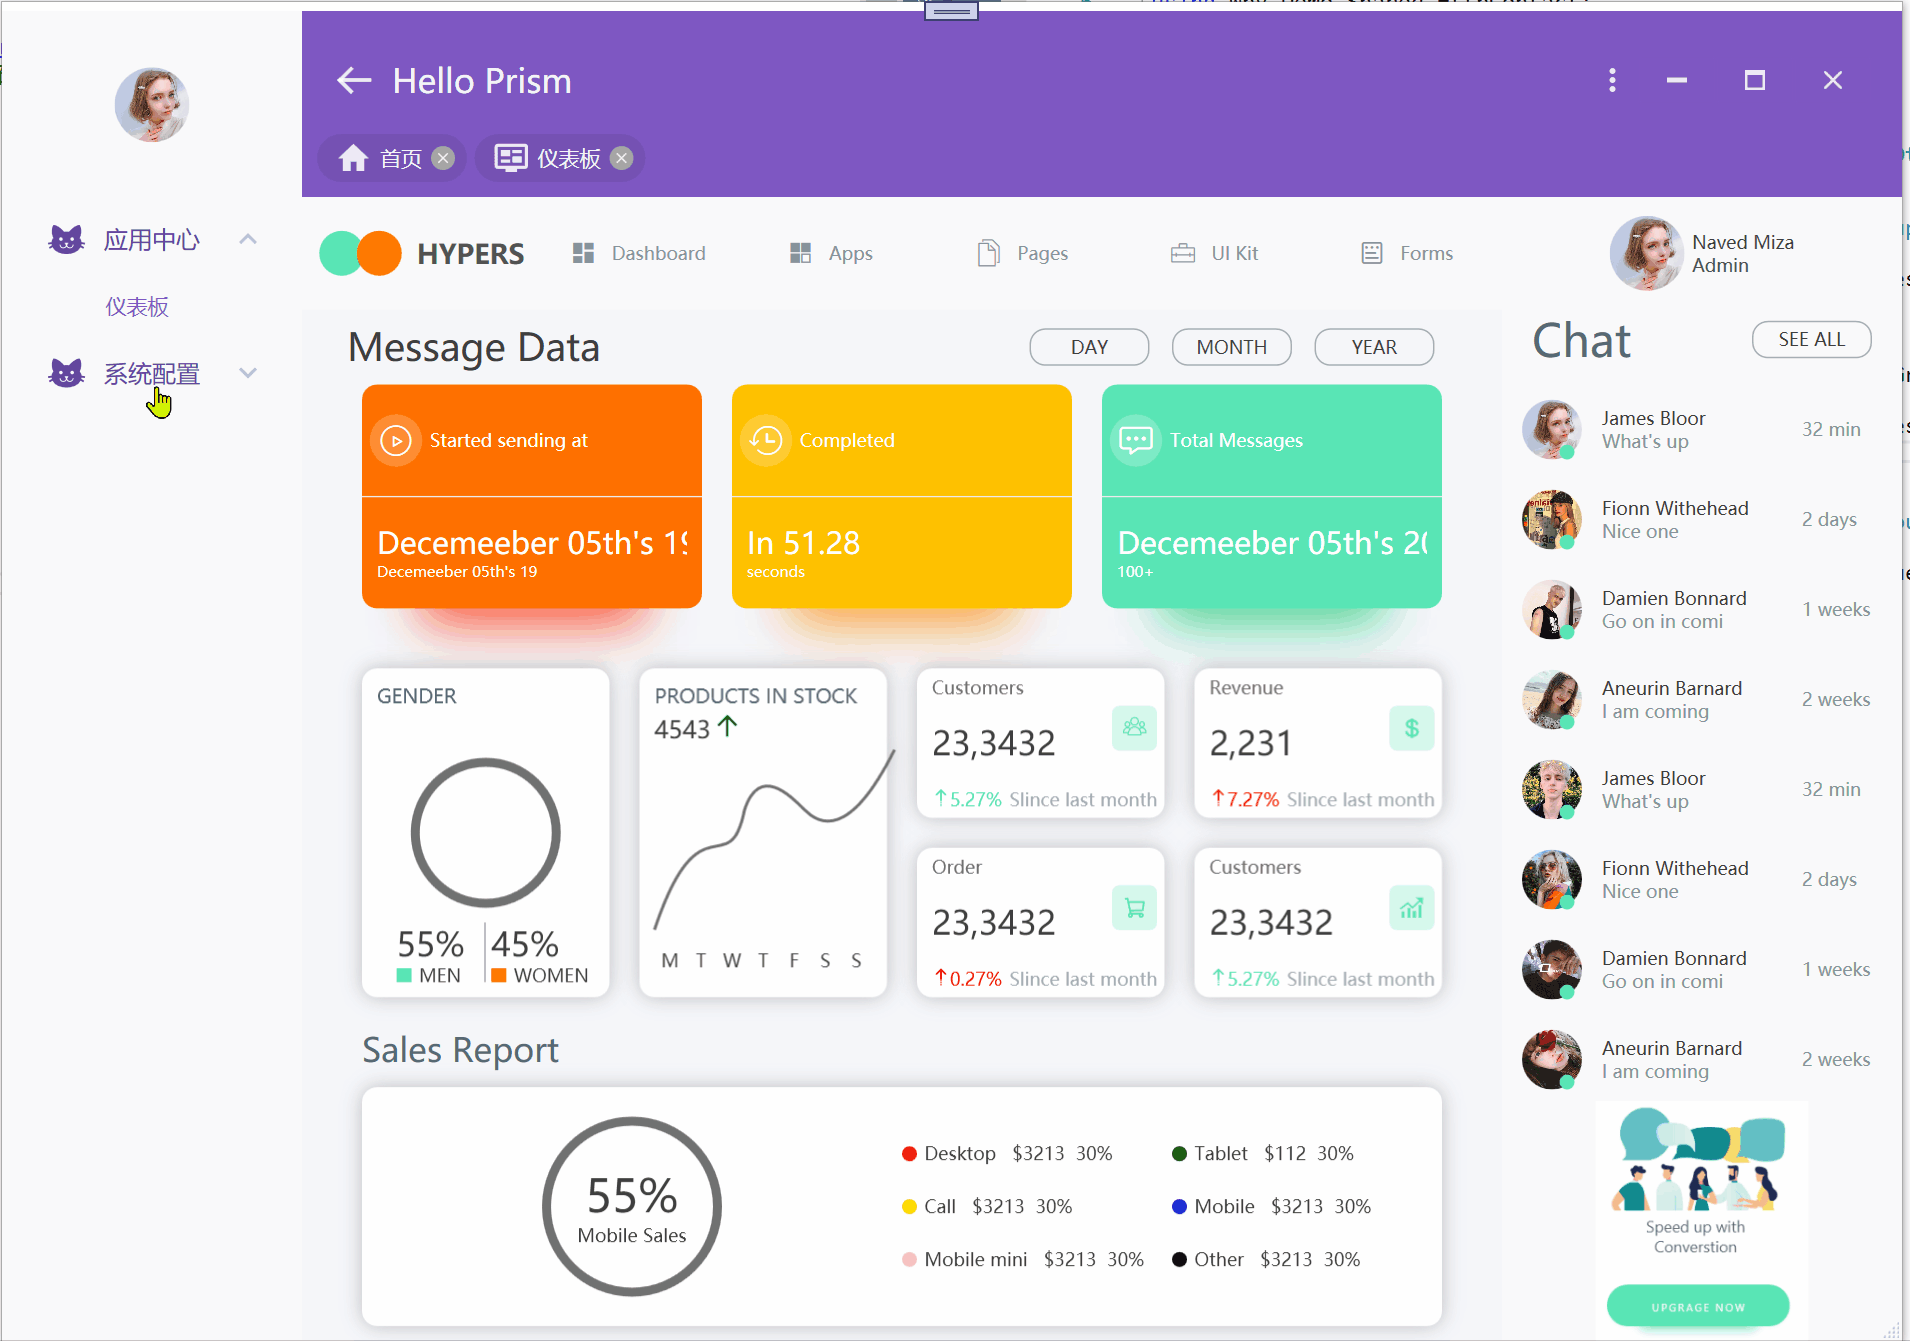 Hello Prism
首页
仪表板
应用中心
仪表板
系统配置
HYPERS
Dashboard
Apps
Pages
UI Kit
Forms
Naved Miza
Admin
Message Data
DAY
MONTH
YEAR
Started sending at
Decemeeber 05th's 19
Decemeeber 05th's 19
Completed
In 51.28
seconds
Total Messages
Decemeeber 05th's 20
100+
GENDER
55%
MEN
45%
WOMEN
PRODUCTS IN STOCK
4543
M T W T F S S
Customers
23,3432
5.27% Slince last month
Revenue
2,231
$
7.27% Slince last month
Order
23,3432
0.27% Slince last month
Customers
23,3432
5.27% Slince last month
Sales Report
55%
Mobile Sales
Desktop $3213 30%
Tablet $112 30%
Call $3213 30%
Mobile $3213 30%
Mobile mini $3213 30%
Other $3213 30%
Chat
SEE ALL
James Bloor
What's up
32 min
Fionn Withehead
Nice one
2 days
Damien Bonnard
Go on in comi
1 weeks
Aneurin Barnard
I am coming
2 weeks
James Bloor
What's up
32 min
Fionn Withehead
Nice one
2 days
Damien Bonnard
Go on in comi
1 weeks
Aneurin Barnard
I am coming
2 weeks
Speed up with
Converstion
UPGRAGE NOW